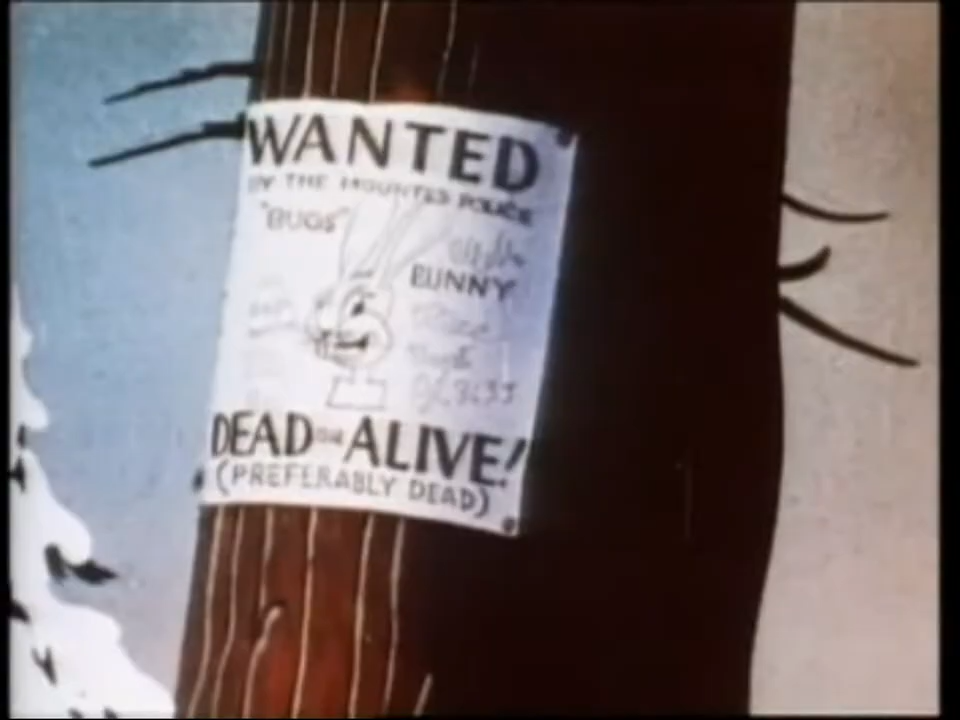 WANTED
BY THE MOUNTED POLICE
"BUGS"
BUNNY
DEAD OR ALIVE!
(PREFERABLY DEAD)